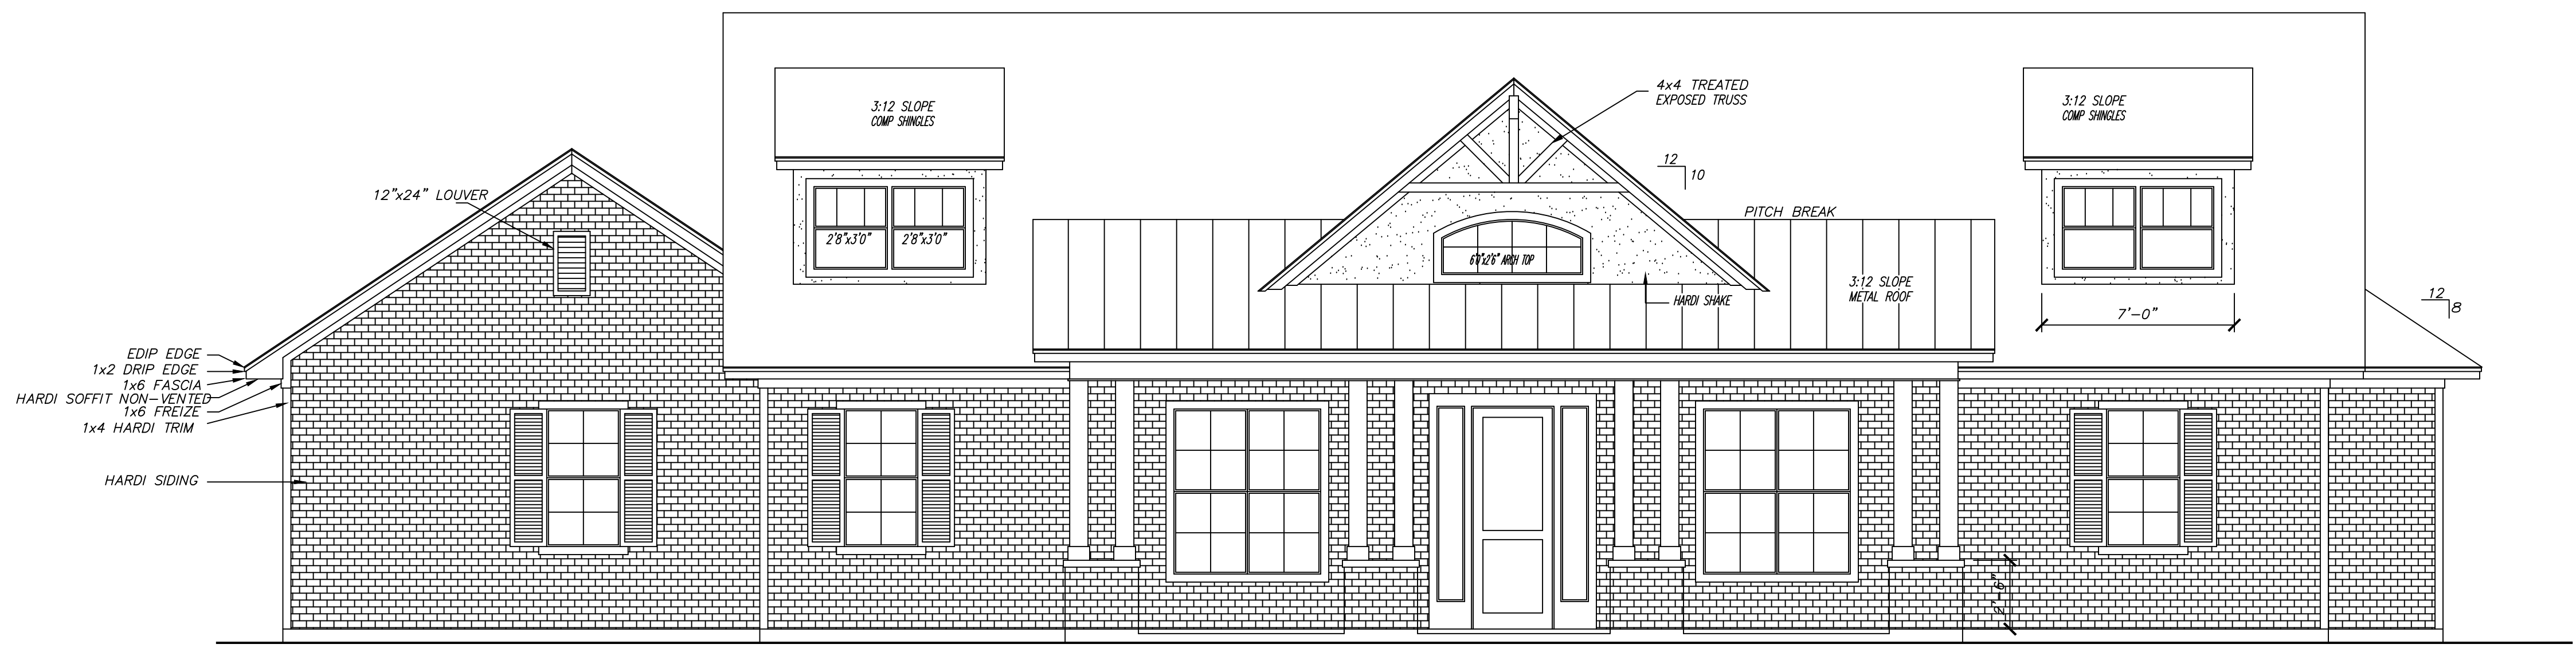 3:12 SLOPE
COMP SHINGLES
4x4 TREATED
EXPOSED TRUSS
3:12 SLOPE
COMP SHINGLES
12
10
12"x24" LOUVER
PITCH BREAK
2'8"x3'0"
2'8"x3'0"
6'0"x2'6" ARCH TOP
3:12 SLOPE
METAL ROOF
HARDI SHAKE
12
8
7'-0"
EDIP EDGE
1x2 DRIP EDGE
1x6 FASCIA
HARDI SOFFIT NON-VENTED
1x6 FREIZE
1x4 HARDI TRIM
HARDI SIDING
2'-6"